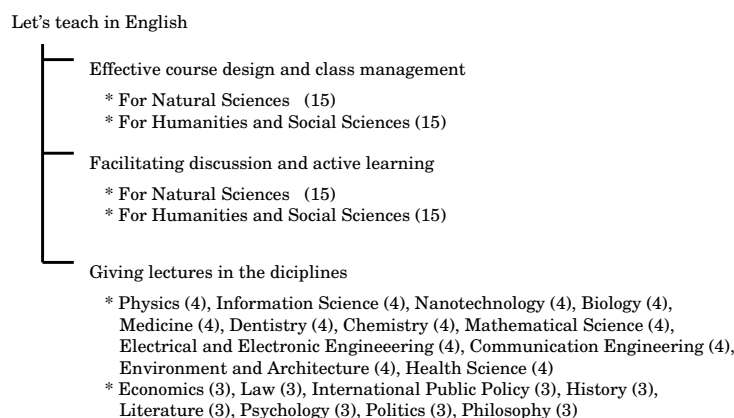 Let's teach in English
Effective course design and class management
* For Natural Sciences (15)
* For Humanities and Social Sciences (15)
Facilitating discussion and active learning
* For Natural Sciences (15)
* For Humanities and Social Sciences (15)
Giving lectures in the diciplines
* Physics (4), Information Science (4), Nanotechnology (4), Biology (4),
Medicine (4), Dentistry (4), Chemistry (4), Mathematical Science (4),
Electrical and Electronic Engineeering (4), Communication Engineering (4),
Environment and Architecture (4), Health Science (4)
* Economics (3), Law (3), International Public Policy (3), History (3),
Literature (3), Psychology (3), Politics (3), Philosophy (3)